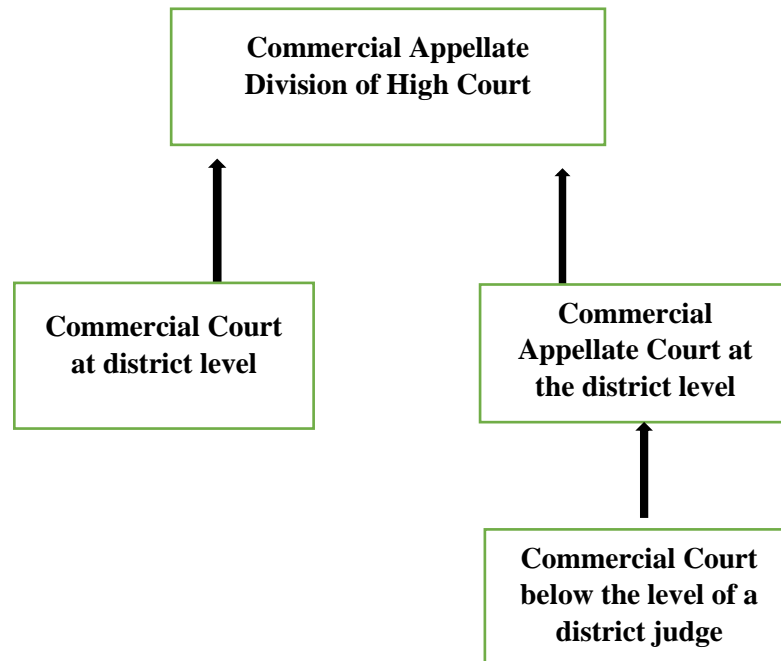 Commercial Appellate
Division of High Court
Commercial Court
at district level
Commercial
Appellate Court at
the district level
Commercial Court
below the level of a
district judge